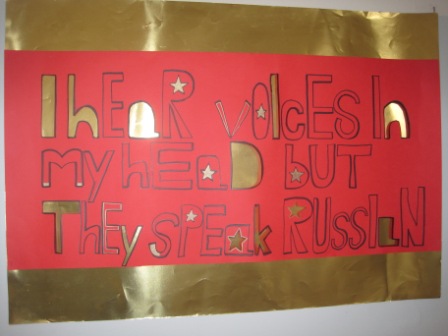 I hEaR voIcEs In
my hEaD buT
ThEy spEak RussIaN